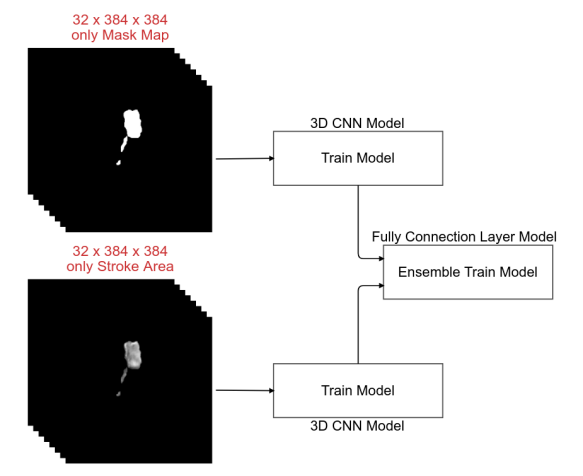 32 x 384 x 384
only Mask Map
3D CNN Model
Train Model
Fully Connection Layer Model
Ensemble Train Model
32 x 384 x 384
only Stroke Area
Train Model
3D CNN Model